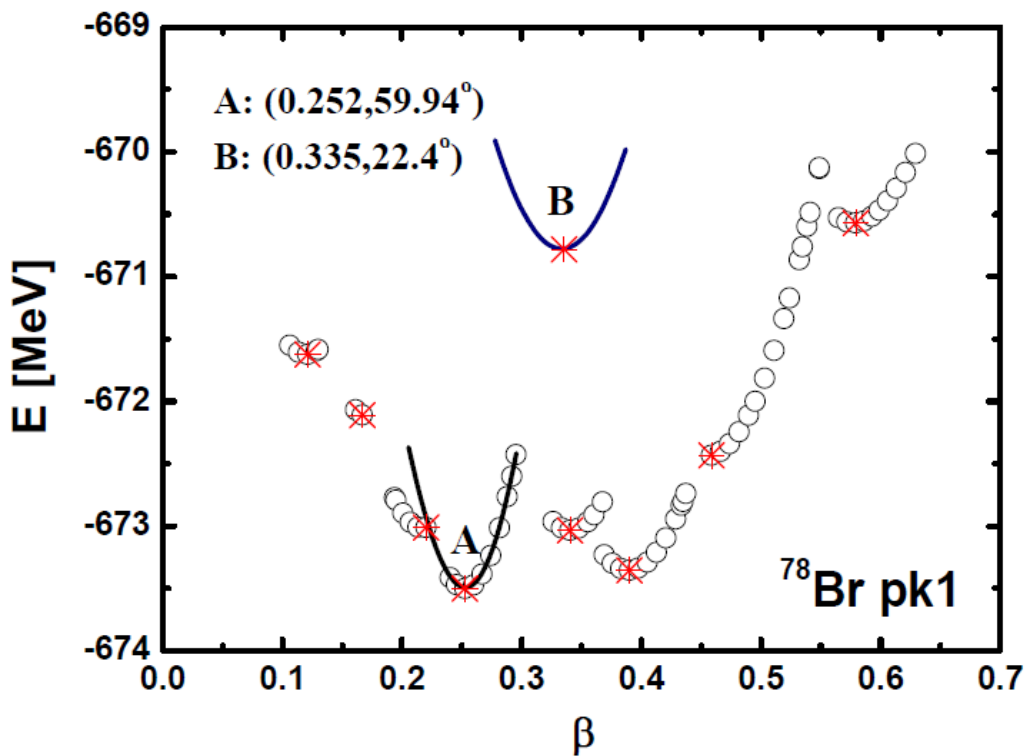 -669
-670
-671
-672
-673
-674
E [MeV]
A: (0.252,59.94°)
B: (0.335,22.4°)
B
A
⁷⁸Br pk1
0.0 0.1 0.2 0.3 0.4 0.5 0.6 0.7
β